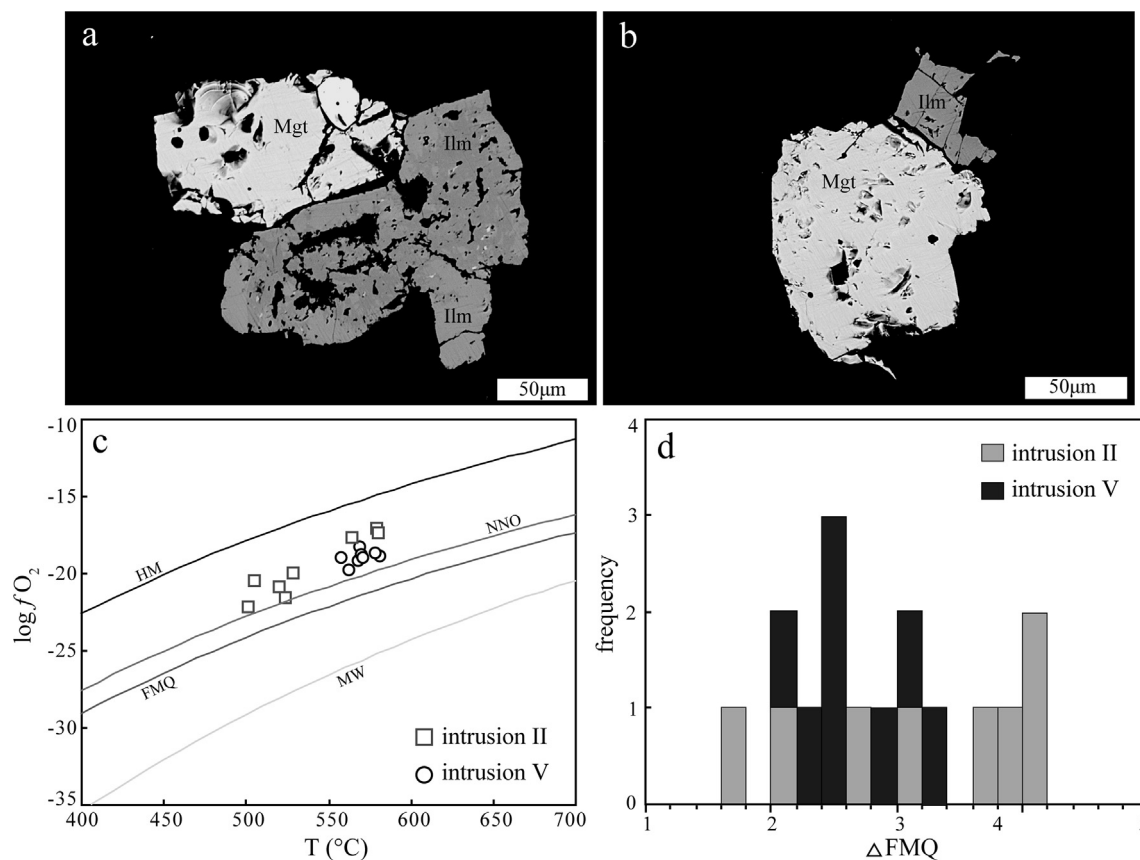 a
Mgt
Ilm
Ilm
50μm
b
Ilm
Mgt
50μm
c
-10
-15
-20
-25
-30
-35
log f O2
HM
NNO
FMQ
MW
intrusion II
intrusion V
400
500
550
600
650
700
T (°C)
d
4
3
2
1
0
frequency
intrusion II
intrusion V
1
2
3
4
△FMQ